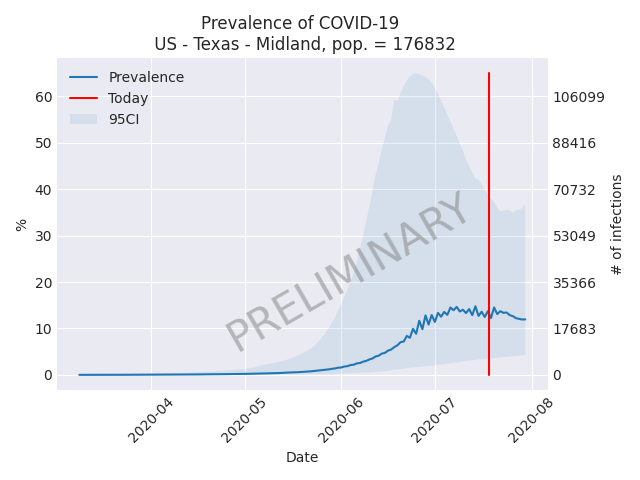 Prevalence of COVID-19
US - Texas - Midland, pop. = 176832
Prevalence
Today
95CI
60
50
40
30
20
10
0
%
106099
88416
70732
53049
35366
17683
0
# of infections
PRELIMINARY
2020-04
2020-05
2020-06
2020-07
2020-08
Date